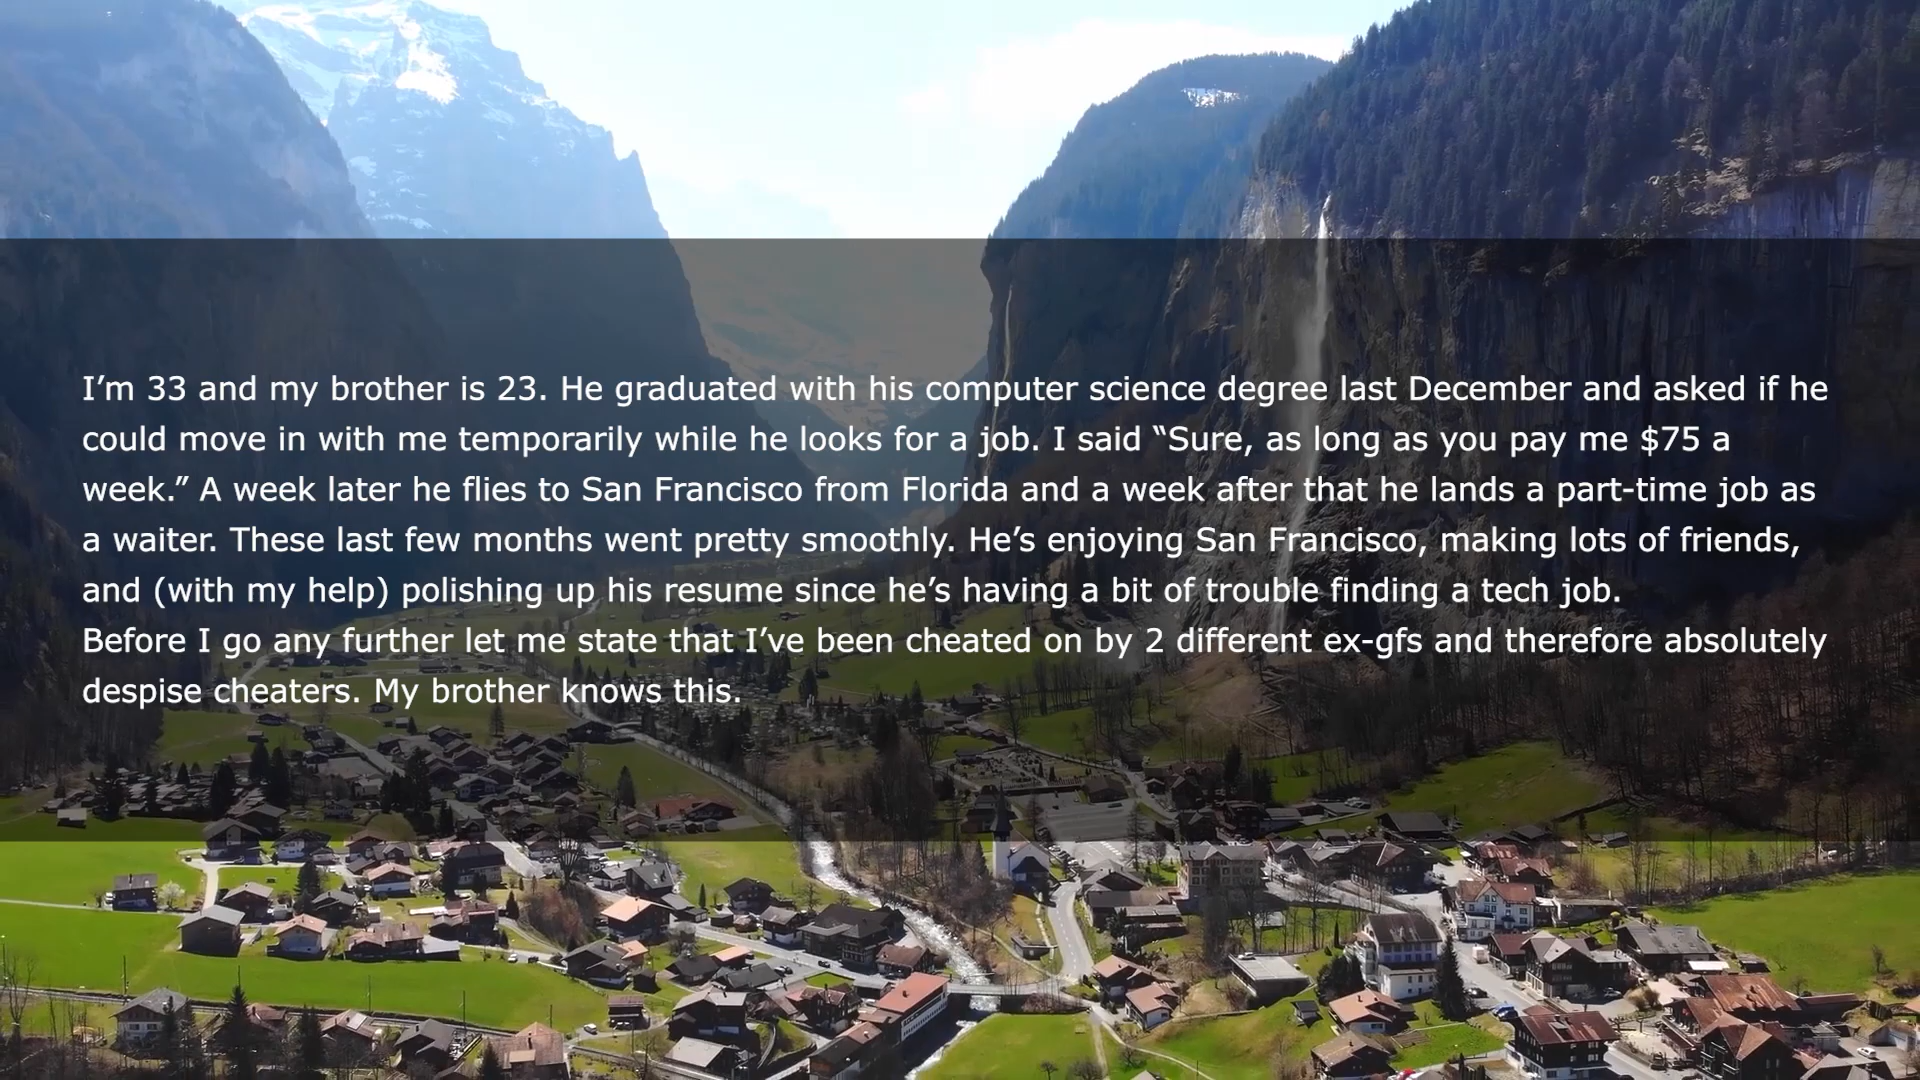 I’m 33 and my brother is 23. He graduated with his computer science degree last December and asked if he
could move in with me temporarily while he looks for a job. I said “Sure, as long as you pay me $75 a
week.” A week later he flies to San Francisco from Florida and a week after that he lands a part-time job as
a waiter. These last few months went pretty smoothly. He’s enjoying San Francisco, making lots of friends,
and (with my help) polishing up his resume since he’s having a bit of trouble finding a tech job.
Before I go any further let me state that I’ve been cheated on by 2 different ex-gfs and therefore absolutely
despise cheaters. My brother knows this.